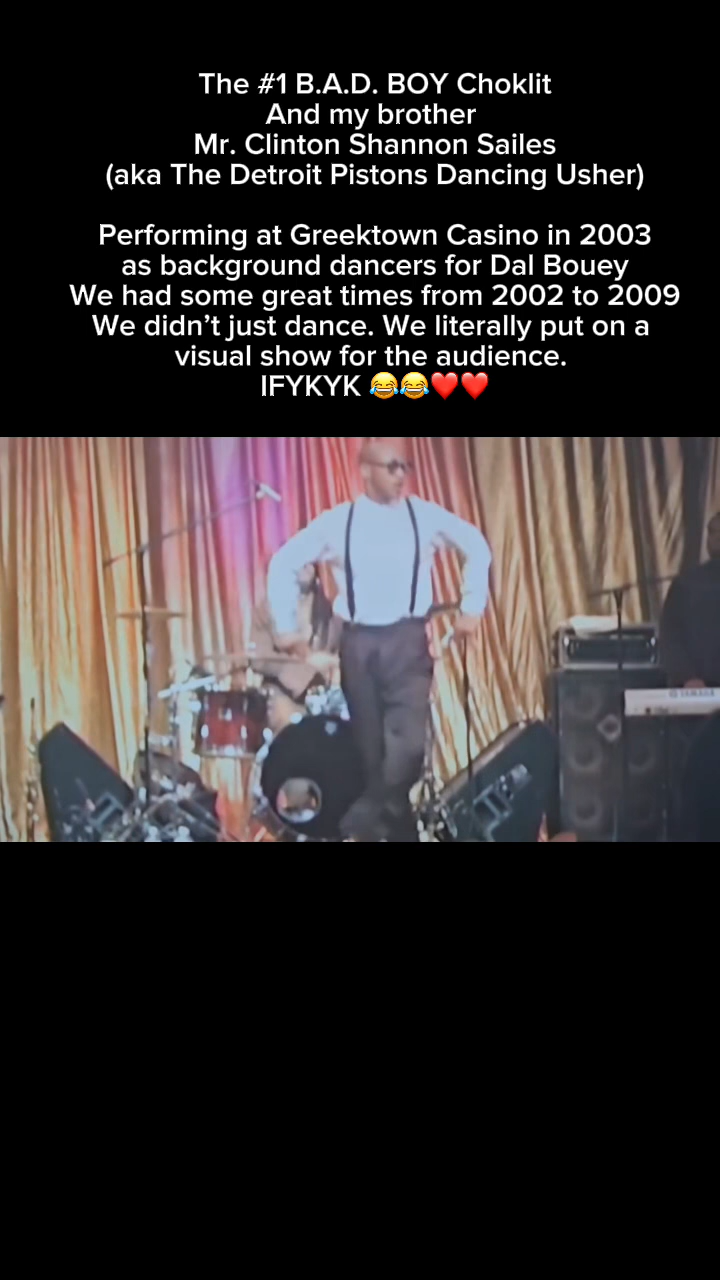 The #1 B.A.D. BOY Choklit
And my brother
Mr. Clinton Shannon Sailes
(aka The Detroit Pistons Dancing Usher)
Performing at Greektown Casino in 2003
as background dancers for Dal Bouey
We had some great times from 2002 to 2009
We didn’t just dance. We literally put on a
visual show for the audience.
IFYKYK 😂😂❤️❤️
YAMAHA